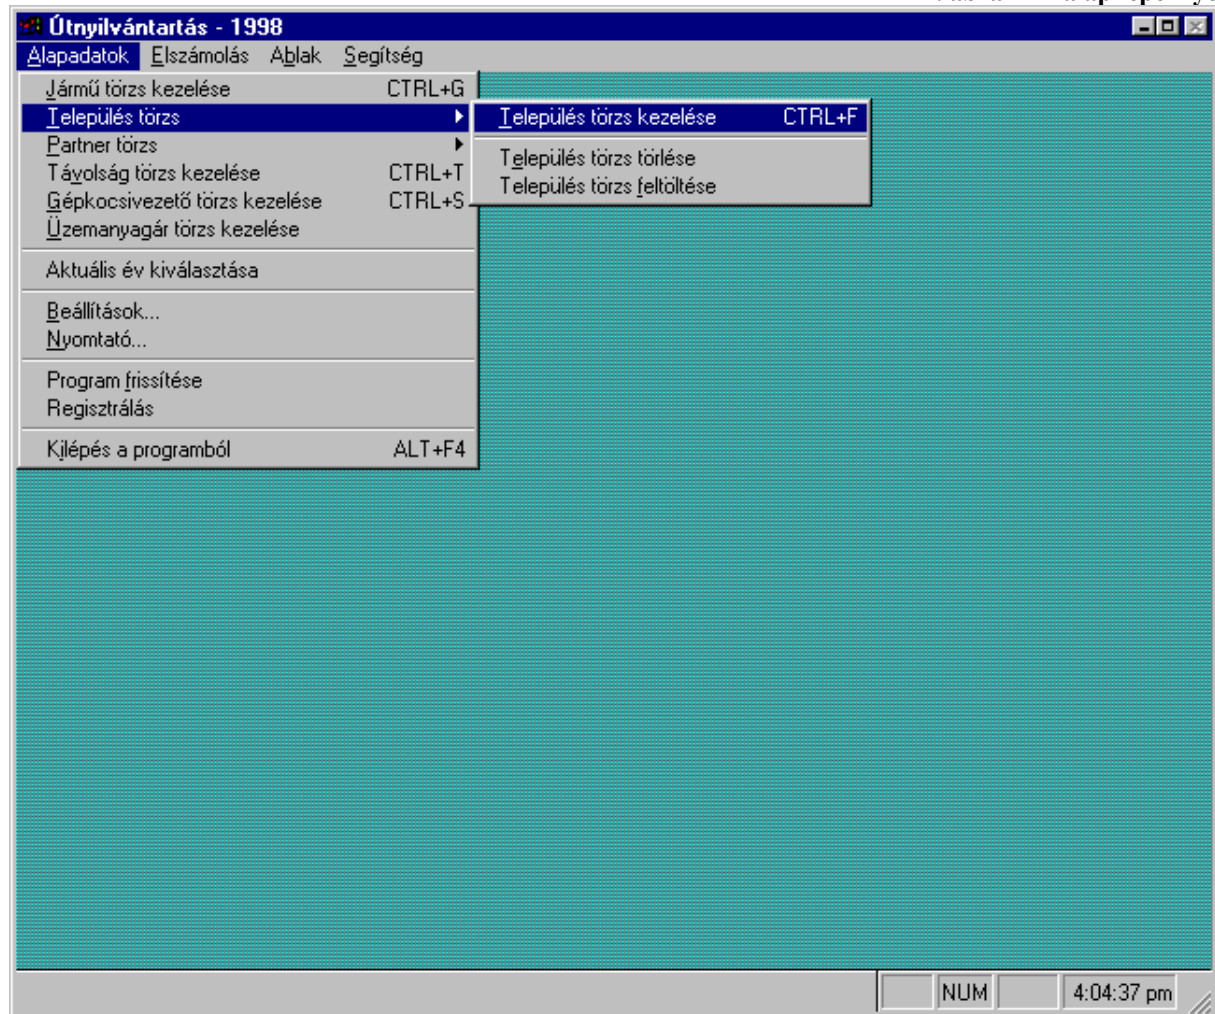 Útnyilvántartás - 1998
Alapadatok Elszámolás Ablak Segítség
Jármű törzs kezelése CTRL+G
Település törzs
Partner törzs
Távolság törzs kezelése CTRL+T
Gépkocsivezető törzs kezelése CTRL+S
Üzemanyagár törzs kezelése
Aktuális év kiválasztása
Beállítások...
Nyomtató...
Program frissítése
Regisztrálás
Kilépés a programból ALT+F4
Település törzs kezelése CTRL+F
Település törzs törlése
Település törzs feltöltése
NUM 4:04:37 pm